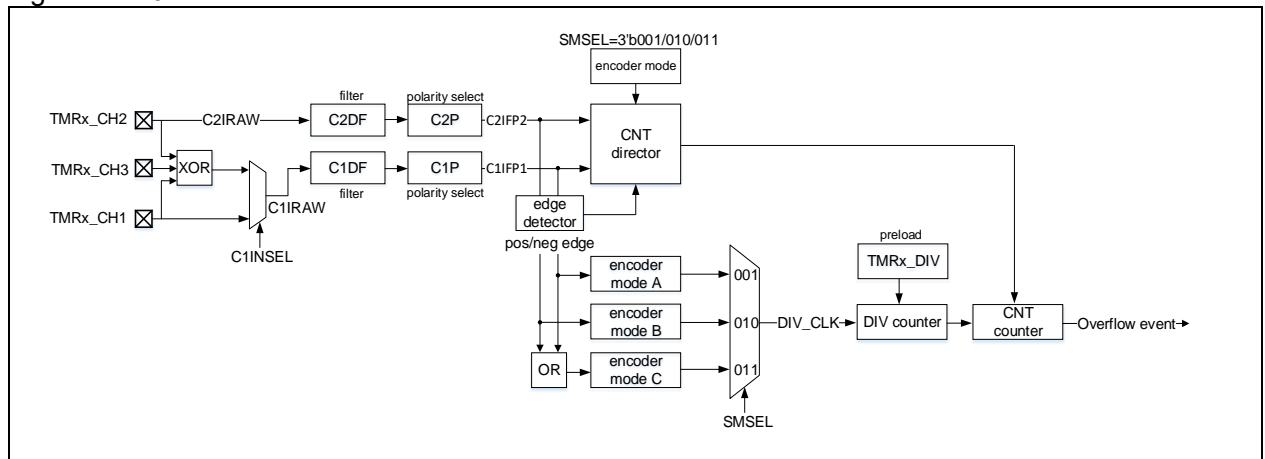 SMSEL=3'b001/010/011
encoder mode
filter
polarity select
TMRx_CH2
C2IRAW
C2DF
C2P
C2IFP2
CNT
director
TMRx_CH3
XOR
C1DF
C1P
C1IFP1
filter
polarity select
C1IRAW
TMRx_CH1
C1INSEL
edge
detector
pos/neg edge
preload
TMRx_DIV
encoder
mode A
001
encoder
mode B
010
DIV_CLK
DIV counter
CNT
counter
Overflow event
OR
encoder
mode C
011
SMSEL